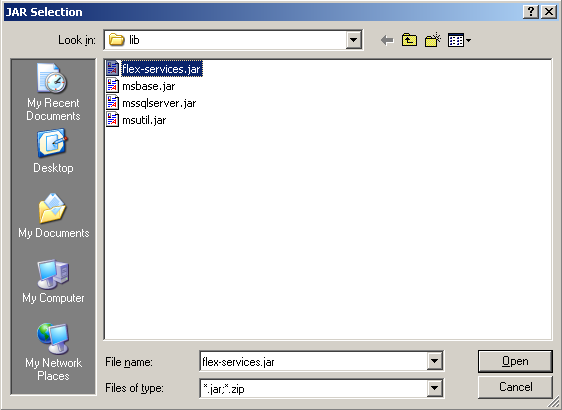 JAR Selection
Look in:
lib
My Recent
Documents
Desktop
My Documents
My Computer
My Network
Places
flex-services.jar
msbase.jar
mssqlserver.jar
msutil.jar
File name:
flex-services.jar
Open
Files of type:
*.jar;*.zip
Cancel